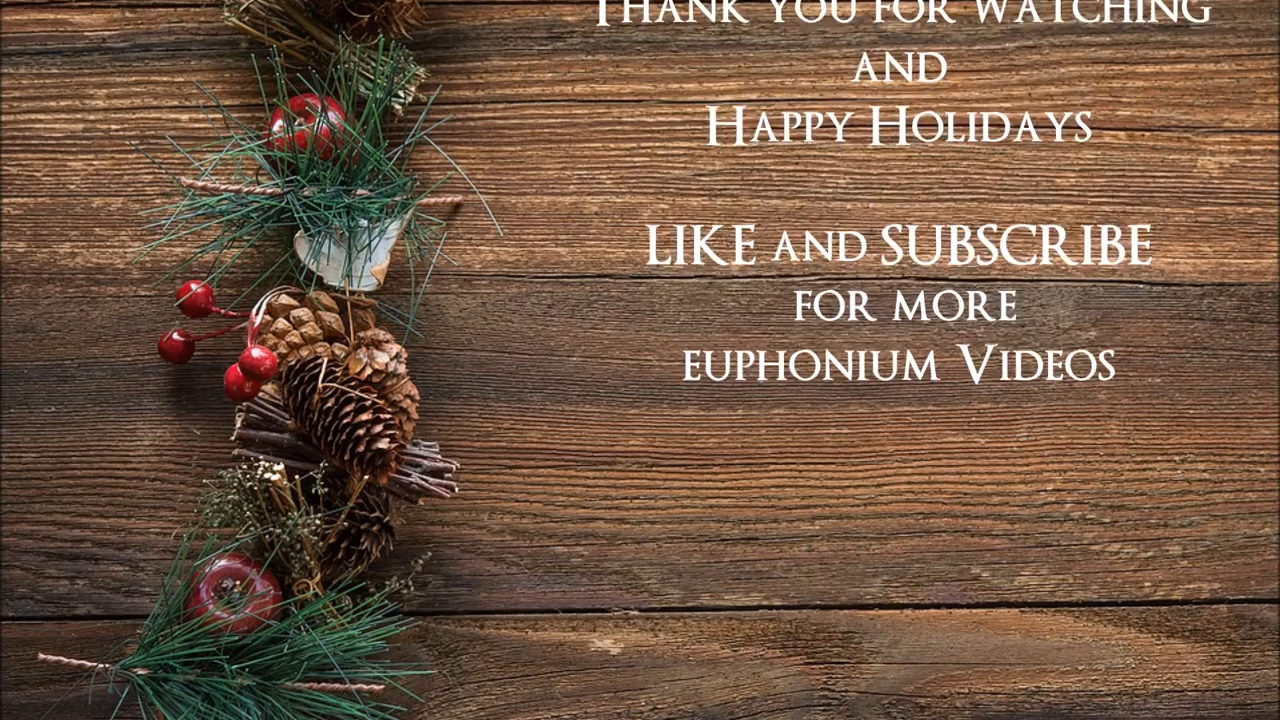 Thank you for watching
and
Happy Holidays
LIKE and SUBSCRIBE
for more
euphonium Videos